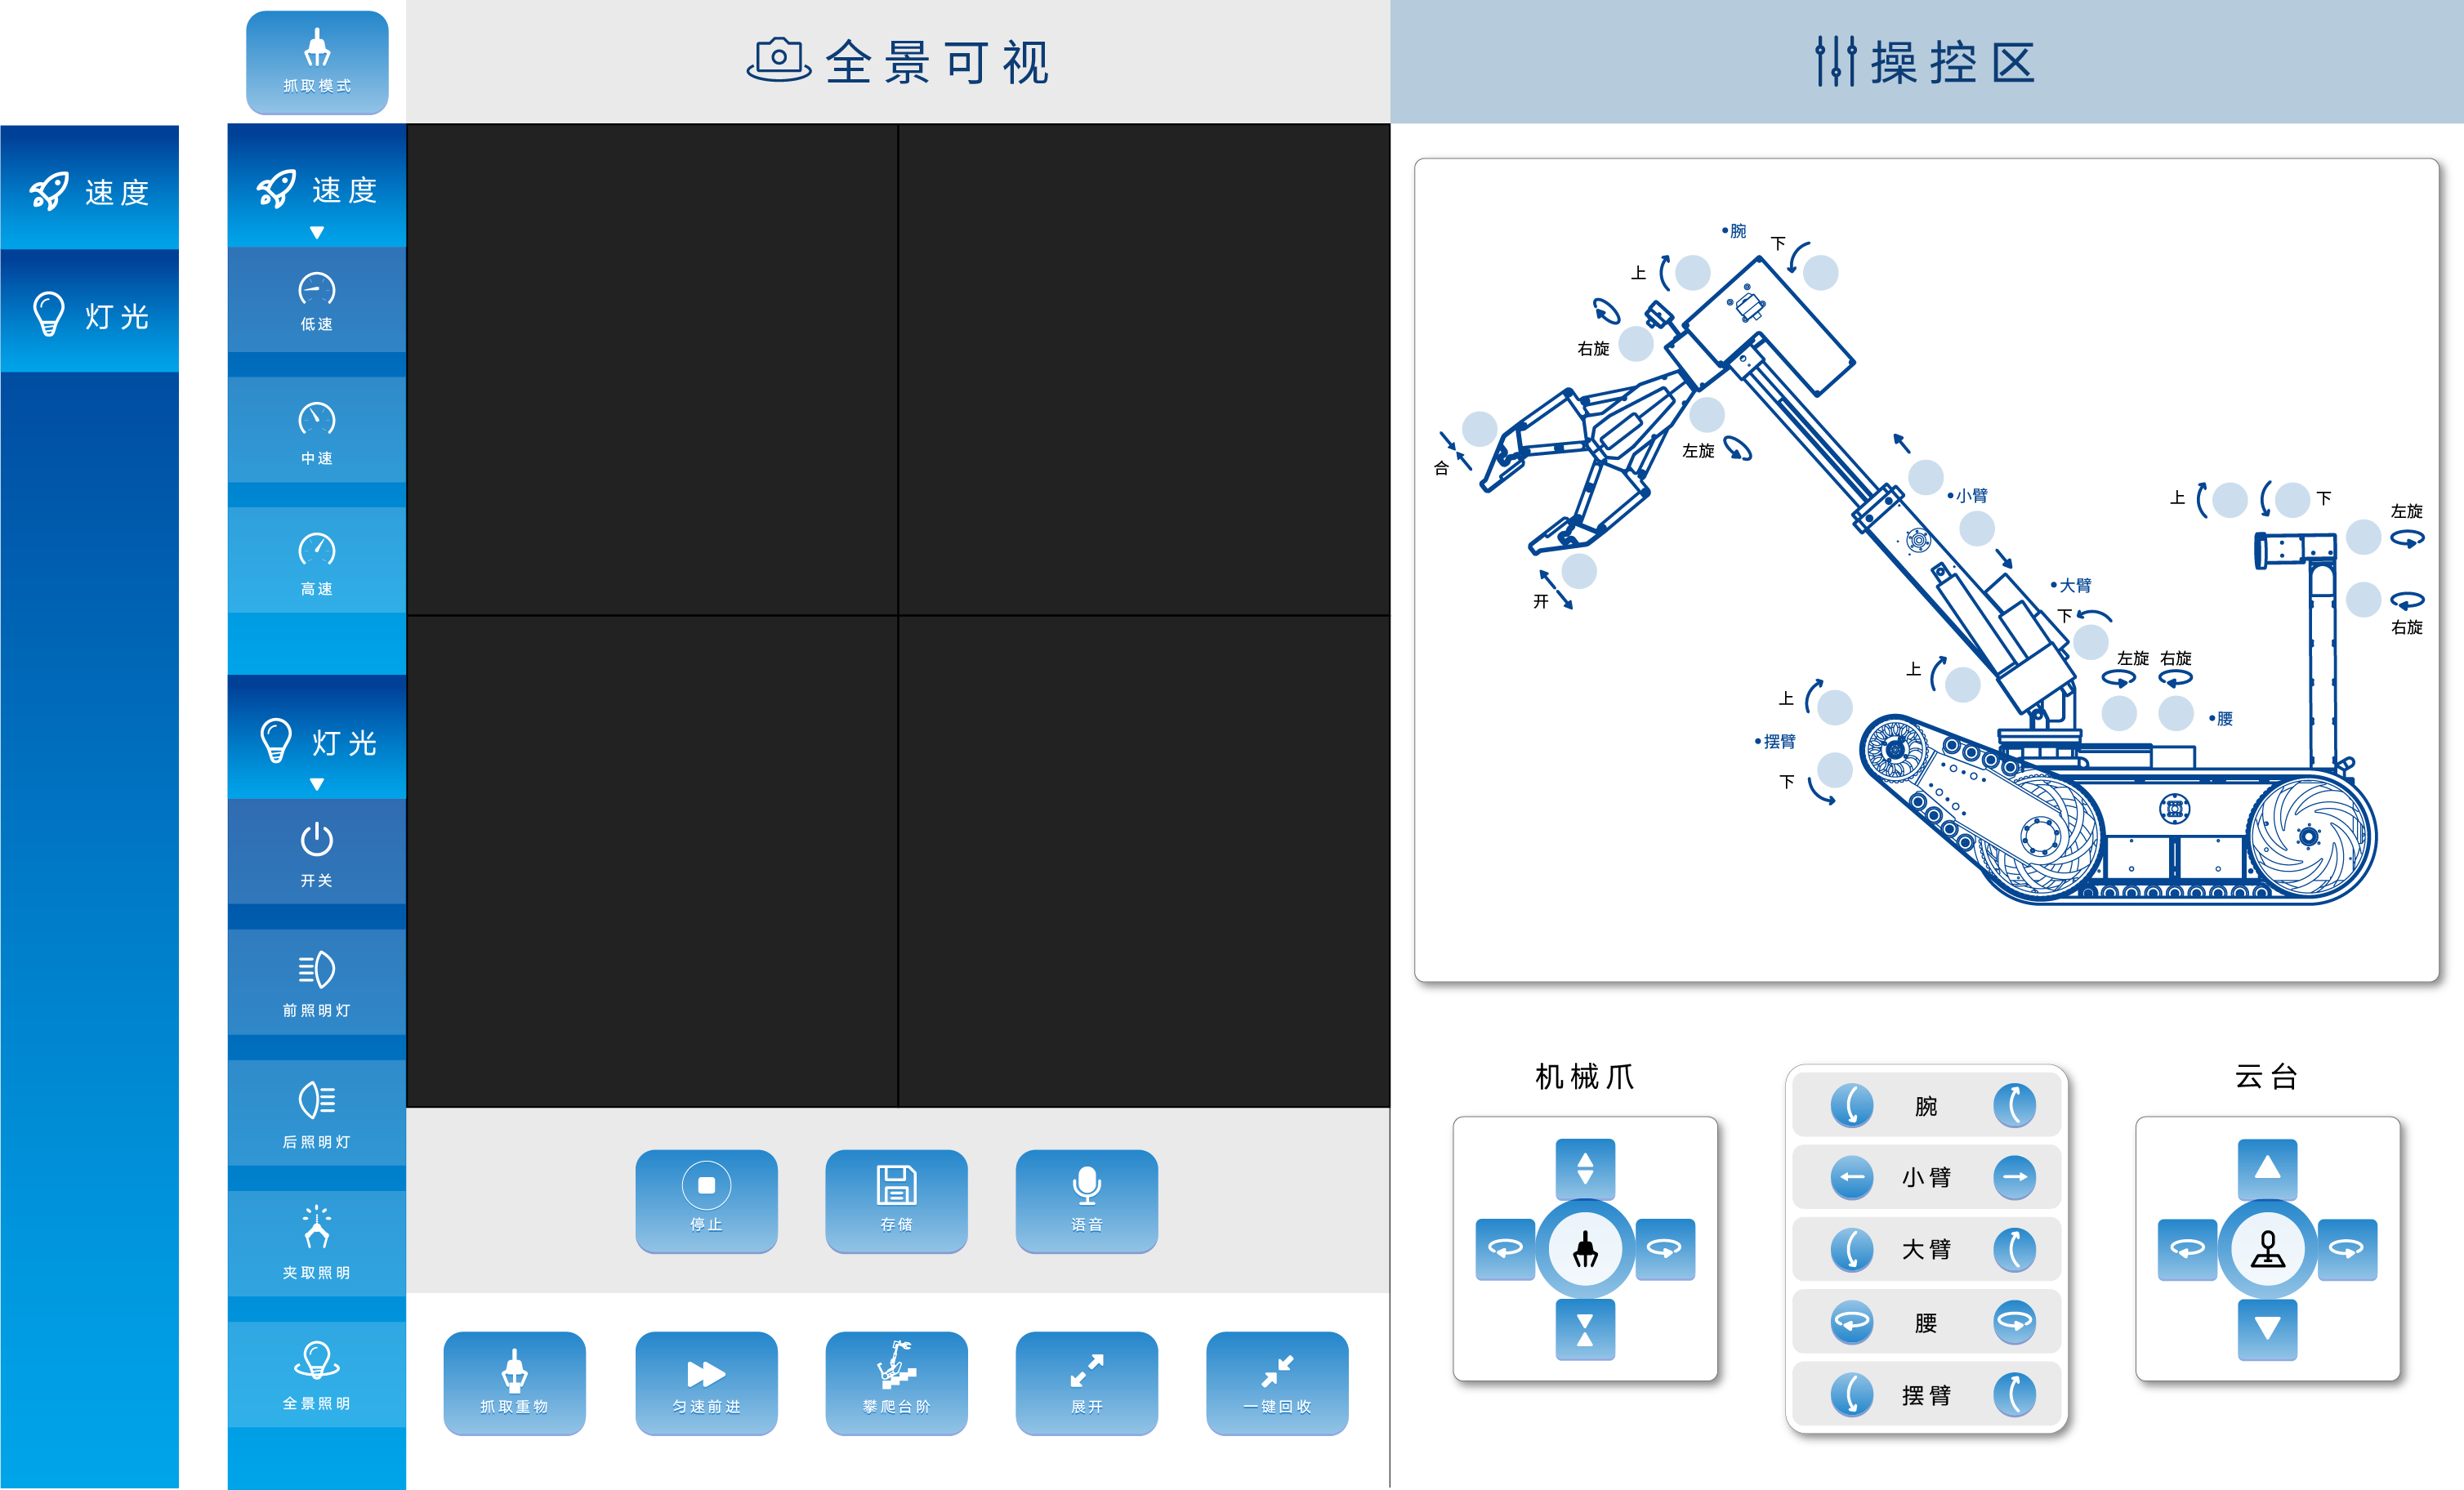 抓取模式
全景可视
操控区
速度
灯光
速度
低速
中速
高速
灯光
开关
前照明灯
后照明灯
夹取照明
全景照明
停止
存储
语音
抓取重物
匀速前进
攀爬台阶
展开
一键回收
•腕
上
下
右旋
左旋
合
开
•小臂
•大臂
下
上
左旋
右旋
•腰
上
•摆臂
下
上
下
左旋
右旋
机械爪
腕
小臂
大臂
腰
摆臂
云台